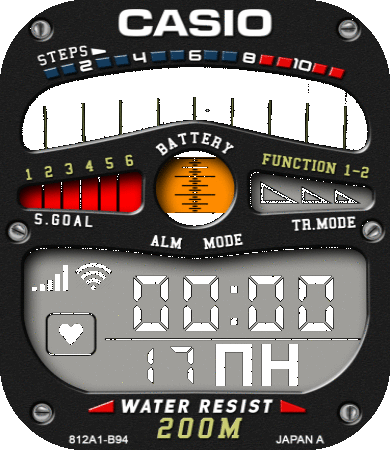 CASIO
STEPS
2 4 6 8 10
BATTERY
1 2 3 4 5 6
FUNCTION 1-2
S.GOAL
TR.MODE
ALM MODE
00:00
17 ПН
WATER RESIST
200M
812A1-B94
JAPAN A